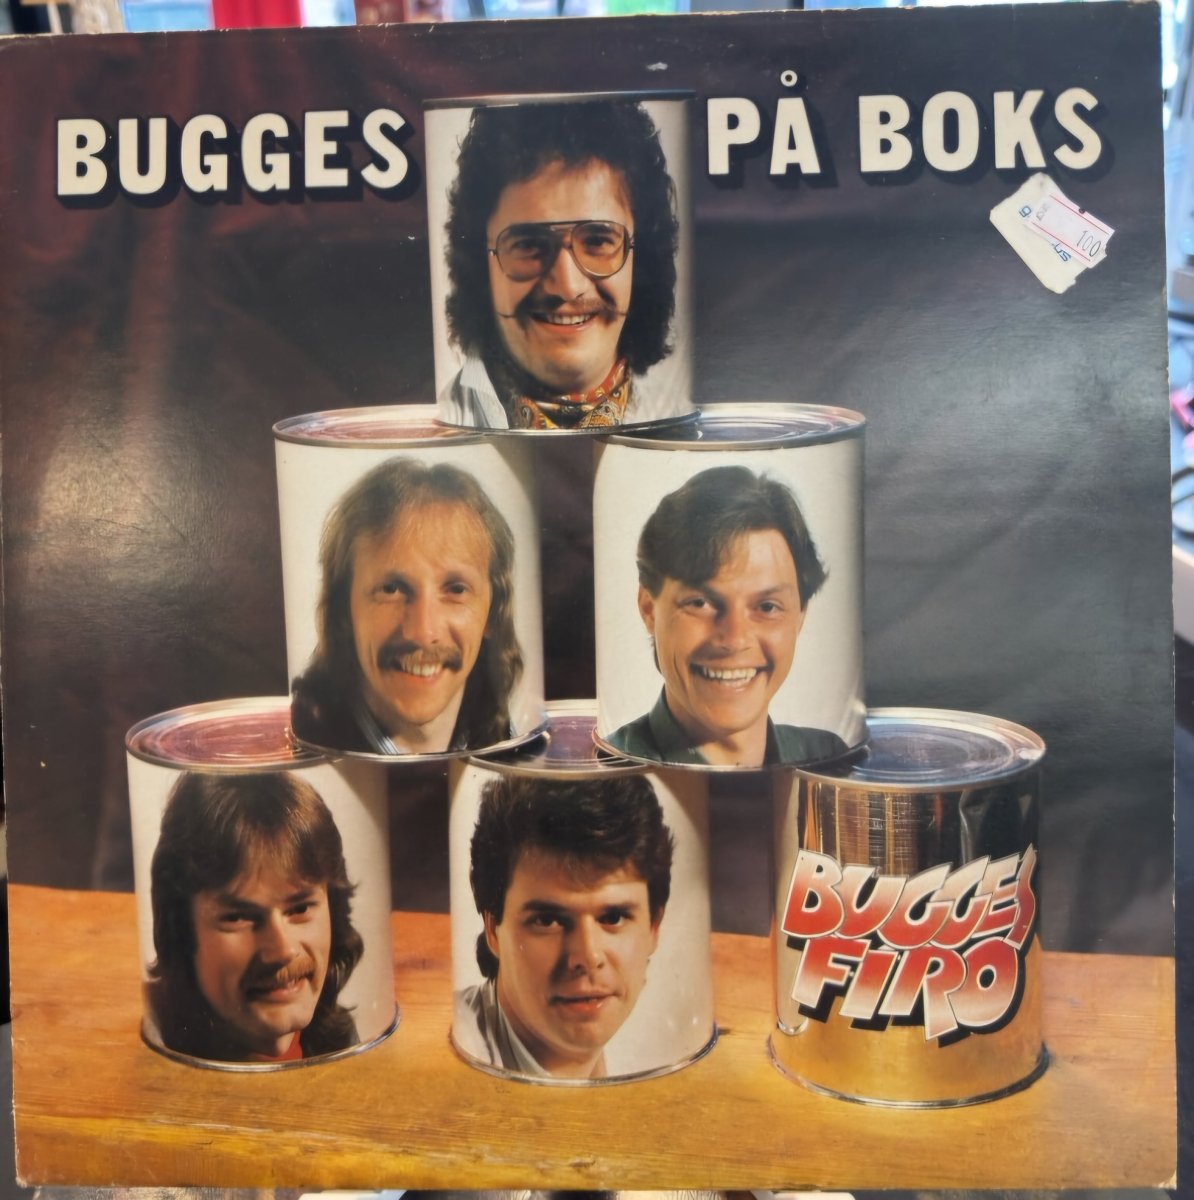 BUGGES PÅ BOKS
100
BUGGES
FIRO